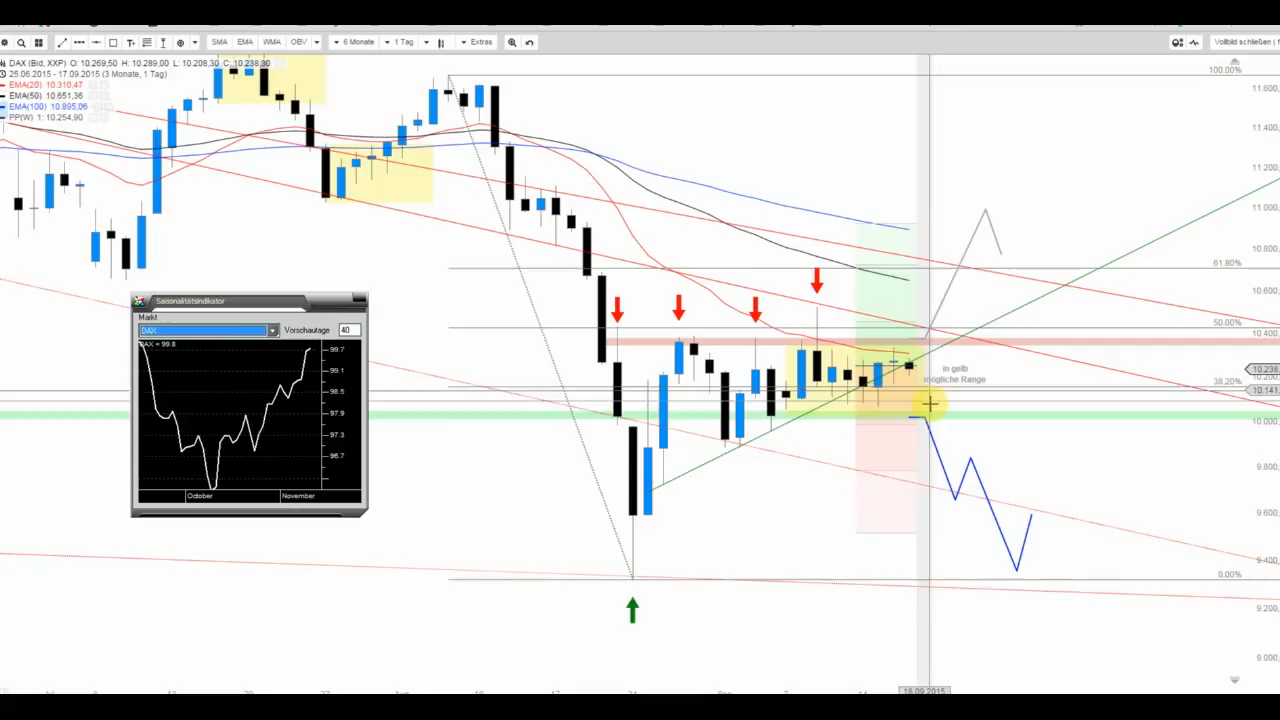 SMA EMA WMA OBV 6 Monate 1 Tag Extras Vollbild schließen
DAX (Bid, XXP) O: 10.269,50 H: 10.289,00 L: 10.208,30 C: 10.238,30
25.06.2015 - 17.09.2015 (3 Monate, 1 Tag)
EMA(20) 10.310,47
EMA(50) 10.651,36
EMA(100) 10.895,06
PP(W) 1: 10.254,90
100.00%
11.600,
11.400,
11.200,
11.000,
10.800,
61.80%
10.600,
50.00%
10.400,
in gelb
mögliche Range
10.238,
10.200,
38.20%
10.141,
10.000,
9.800,
9.600,
9.400,
0.00%
9.200,
9.000,
18.09.2015
Saisonalitätsindikator
Markt
DAX Vorschautage 40
DAX = 99.8
99.7
99.1
98.5
97.9
97.3
96.7
October November